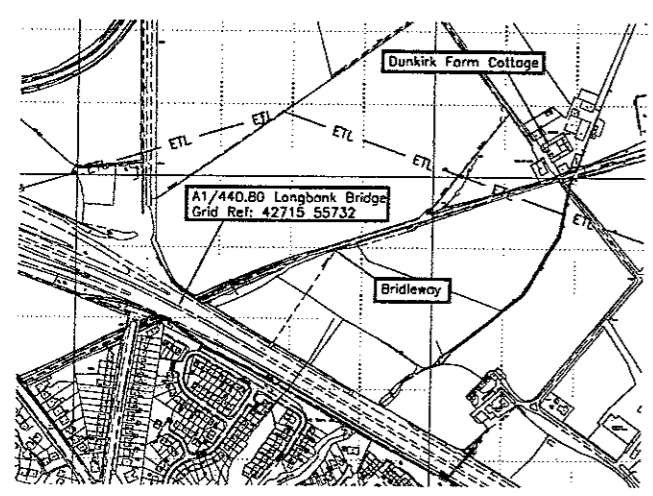 Dunkirk Farm Cottage
ETL
ETL
ETL
ETL
ETL
ETL
A1/440.80 Longbank Bridge
Grid Ref: 42715 55732
ETL
Bridleway